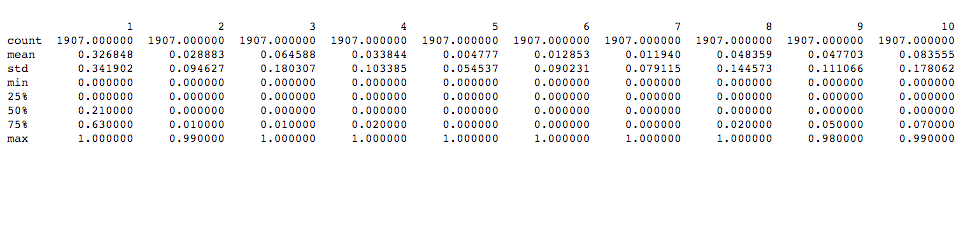 1 2 3 4 5 6 7 8 9 10
count 1907.000000 1907.000000 1907.000000 1907.000000 1907.000000 1907.000000 1907.000000 1907.000000 1907.000000 1907.000000
mean 0.326848 0.028883 0.064588 0.033844 0.004777 0.012853 0.011940 0.048359 0.047703 0.083555
std 0.341902 0.094627 0.180307 0.103385 0.054537 0.090231 0.079115 0.144573 0.111066 0.178062
min 0.000000 0.000000 0.000000 0.000000 0.000000 0.000000 0.000000 0.000000 0.000000 0.000000
25% 0.000000 0.000000 0.000000 0.000000 0.000000 0.000000 0.000000 0.000000 0.000000 0.000000
50% 0.210000 0.000000 0.000000 0.000000 0.000000 0.000000 0.000000 0.000000 0.000000 0.000000
75% 0.630000 0.010000 0.010000 0.020000 0.000000 0.000000 0.000000 0.020000 0.050000 0.070000
max 1.000000 0.990000 1.000000 1.000000 1.000000 1.000000 1.000000 1.000000 0.980000 0.990000